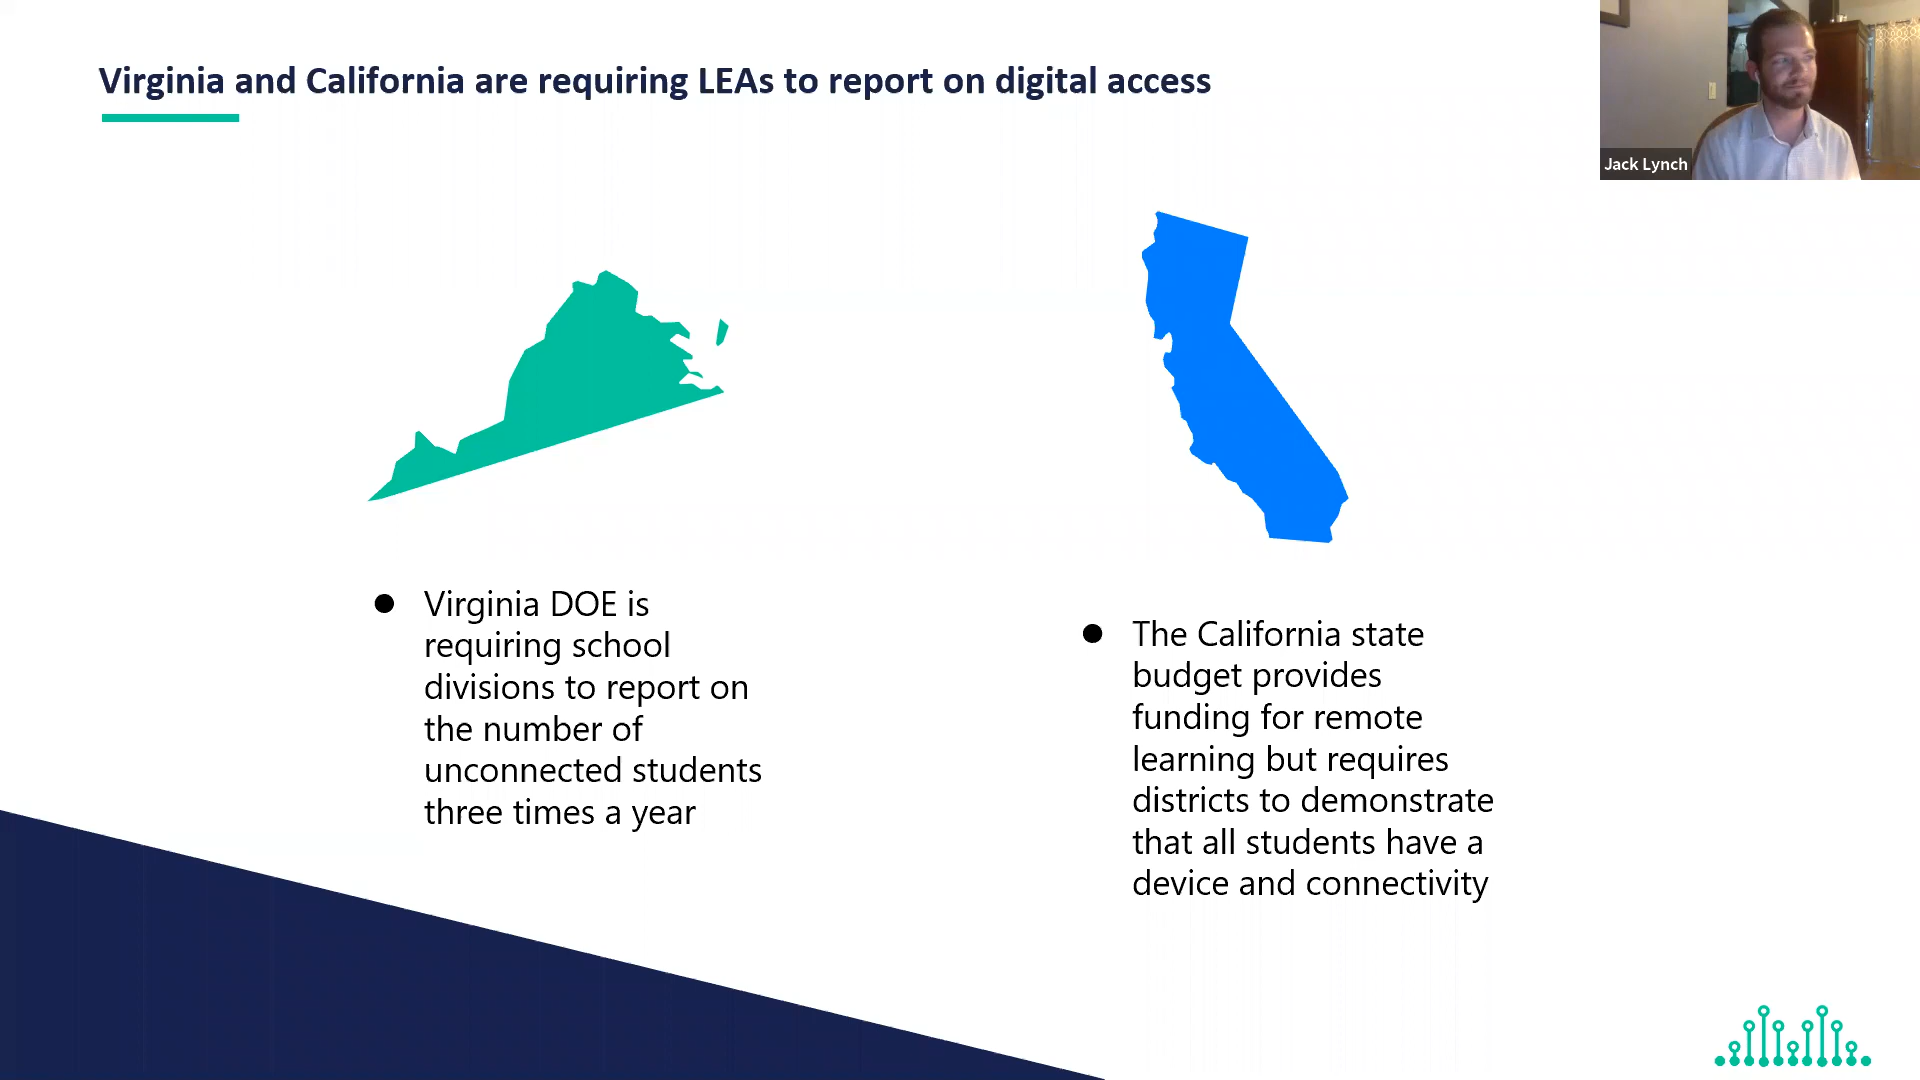 Virginia and California are requiring LEAs to report on digital access
Jack Lynch
● Virginia DOE is
requiring school
divisions to report on
the number of
unconnected students
three times a year
● The California state
budget provides
funding for remote
learning but requires
districts to demonstrate
that all students have a
device and connectivity